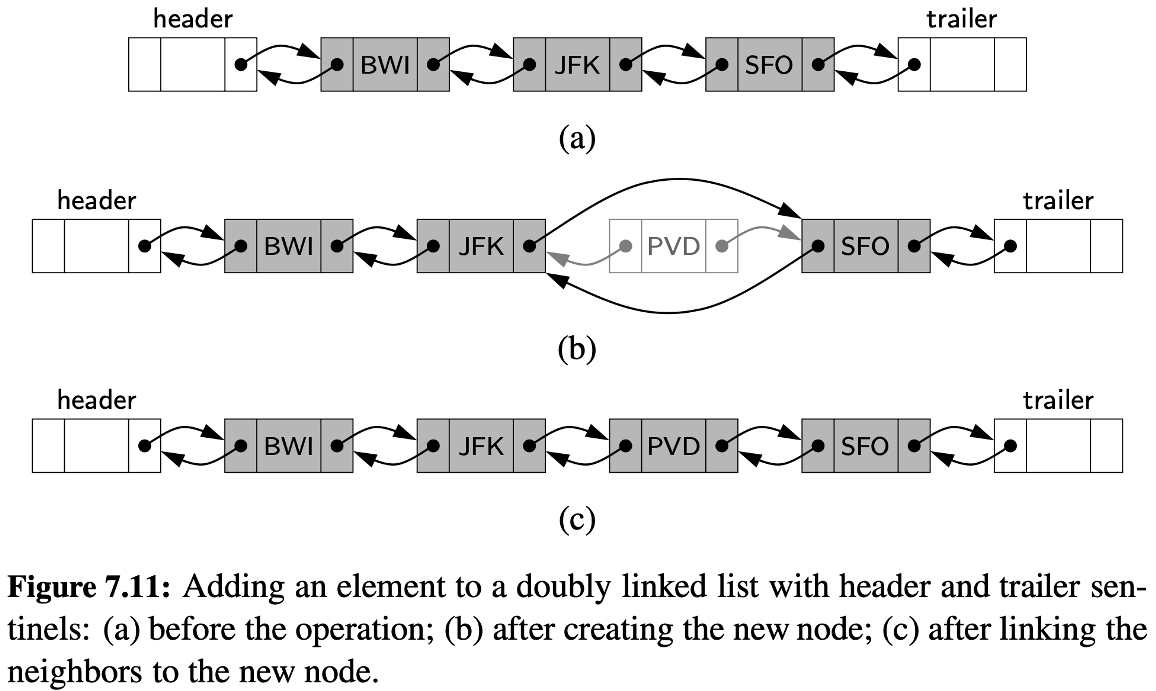 header trailer
BWI JFK SFO
(a)
header trailer
BWI JFK PVD SFO
(b)
header trailer
BWI JFK PVD SFO
(c)
Figure 7.11: Adding an element to a doubly linked list with header and trailer sen-
tinels: (a) before the operation; (b) after creating the new node; (c) after linking the
neighbors to the new node.